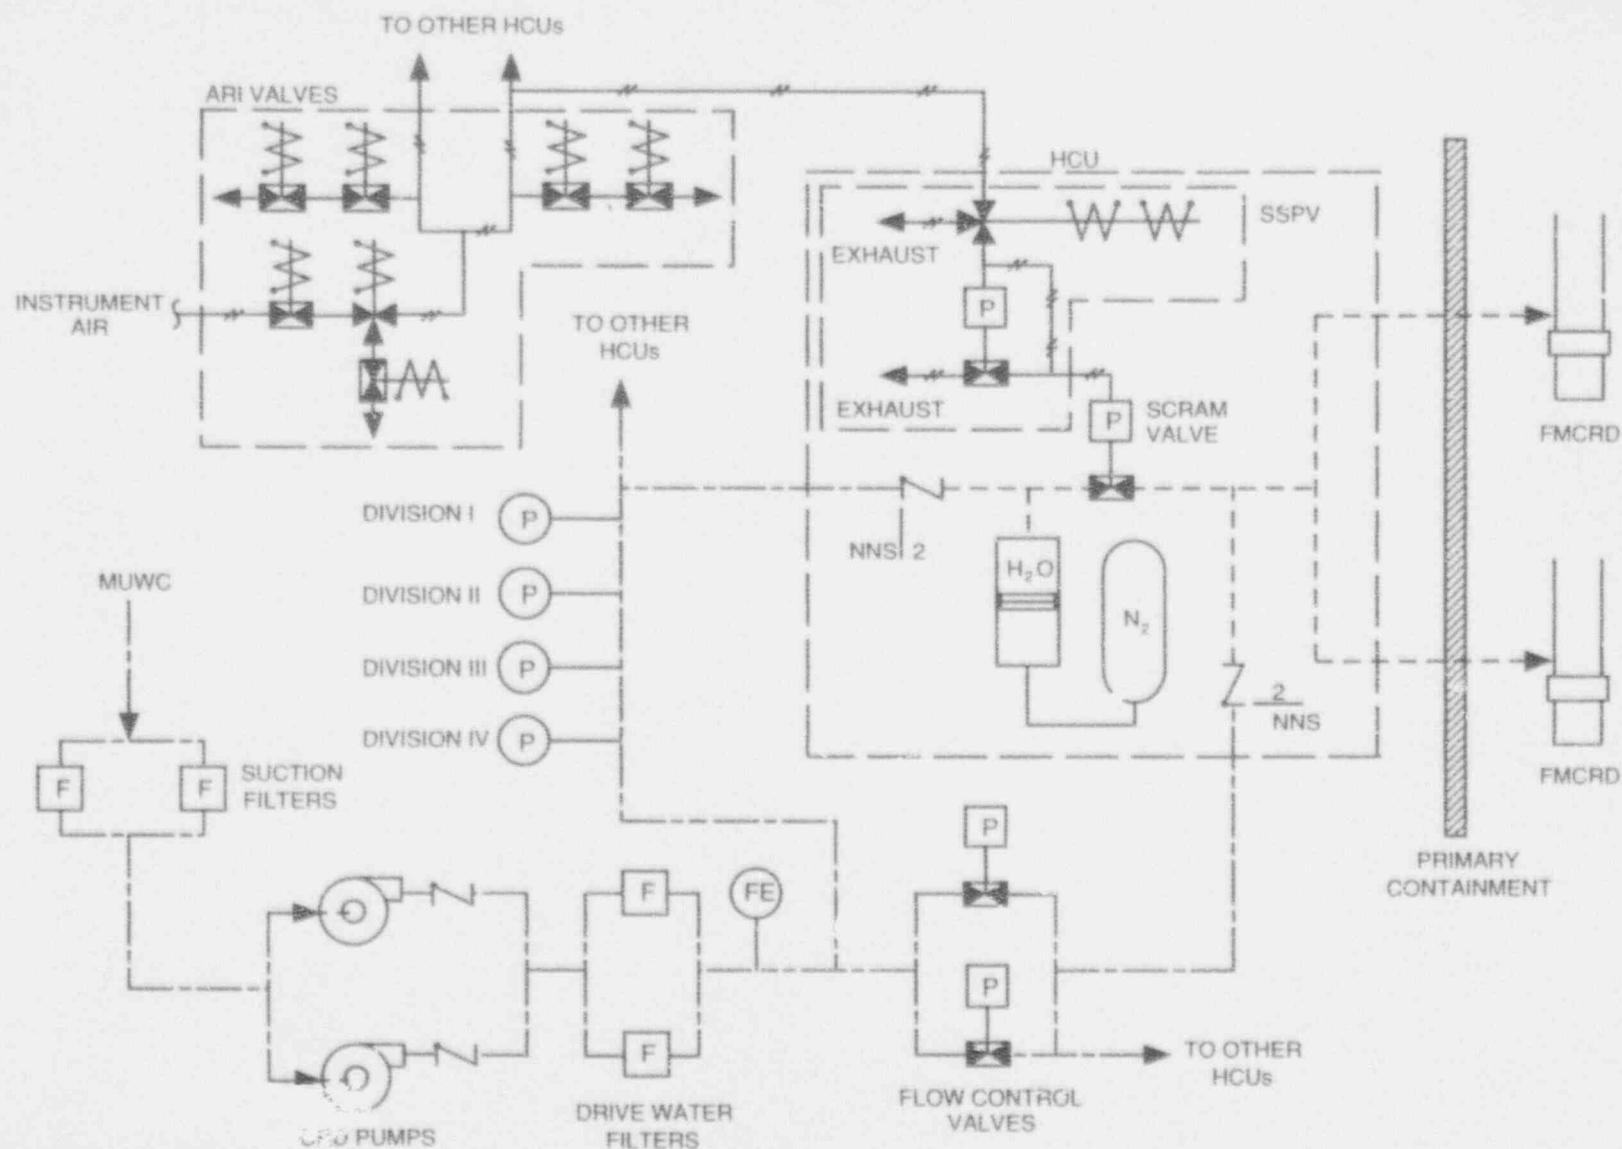 TO OTHER HCUs
ARI VALVES
HCU
SSPV
EXHAUST
P
INSTRUMENT
AIR
TO OTHER
HCUs
EXHAUST
P
SCRAM
VALVE
FMCRD
DIVISION I
P
NNS 2
MUWC
H₂O
DIVISION II
P
N₂
DIVISION III
P
2
NNS
DIVISION IV
P
F
F
SUCTION
FILTERS
FMCRD
P
PRIMARY
CONTAINMENT
F
FE
P
F
TO OTHER
HCUs
FLOW CONTROL
VALVES
DRIVE WATER
FILTERS
PUMPS